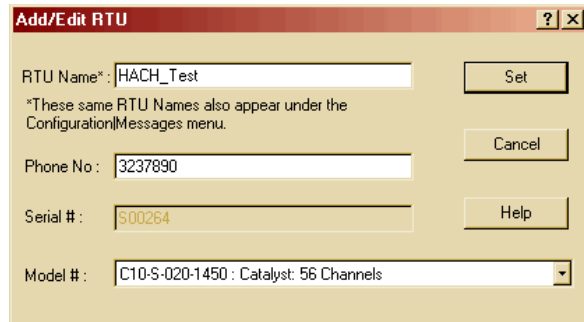 Add/Edit RTU
? ×
RTU Name* : HACH_Test
Set
*These same RTU Names also appear under the
Configuration|Messages menu.
Cancel
Phone No : 3237890
Serial # : S00264
Help
Model # : C10-S-020-1450 : Catalyst: 56 Channels